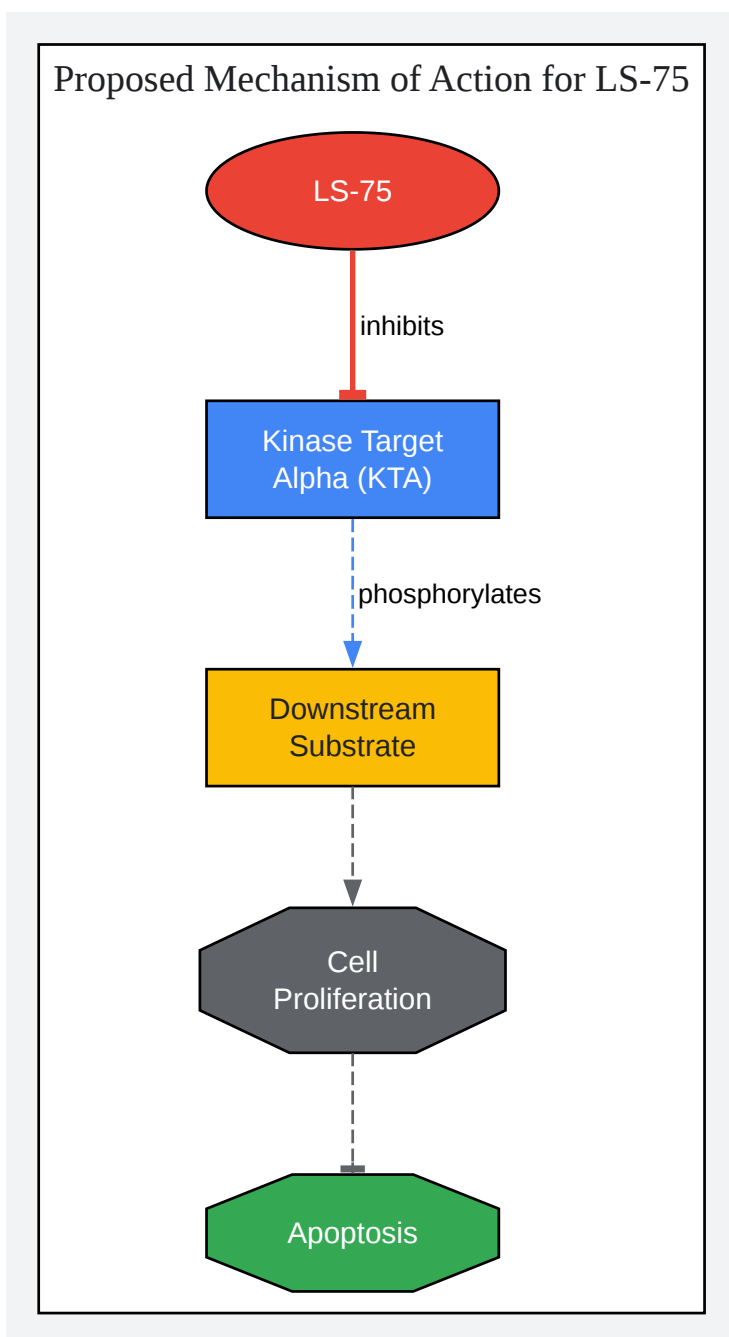 Proposed Mechanism of Action for LS-75
LS-75
inhibits
Kinase Target
Alpha (KTA)
phosphorylates
Downstream
Substrate
Cell
Proliferation
Apoptosis